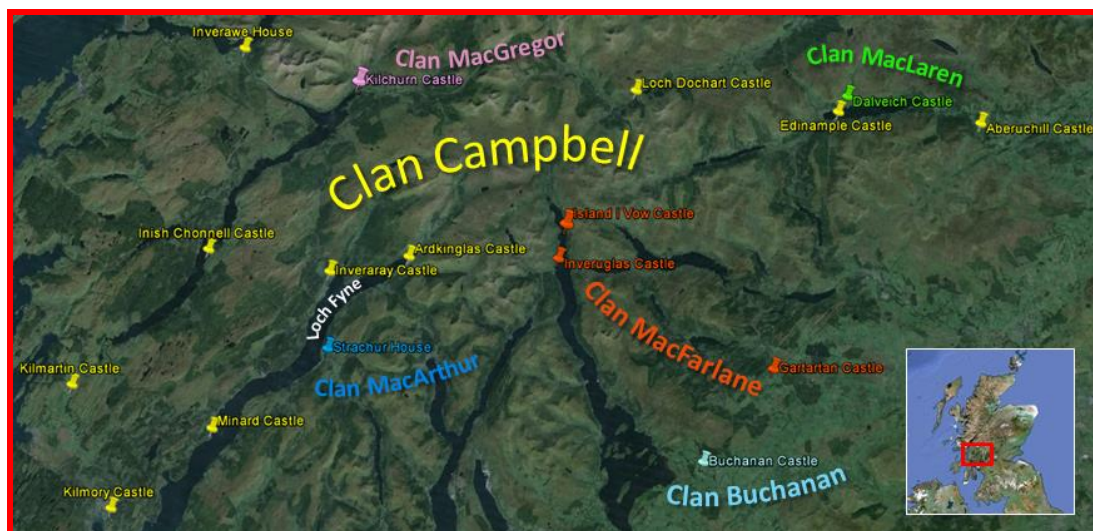 Inverawe House
Clan MacGregor
Kilchurn Castle
Loch Dochart Castle
Clan MacLaren
Dalveich Castle
Edinample Castle
Aberuchill Castle
Clan Campbell
Island I Vow Castle
Inish Chonnell Castle
Ardkinglas Castle
Inveraray Castle
Inveruglas Castle
Loch Fyne
Strachur House
Clan MacArthur
Clan MacFarlane
Gartartan Castle
Kilmartin Castle
Minard Castle
Buchanan Castle
Clan Buchanan
Kilmory Castle